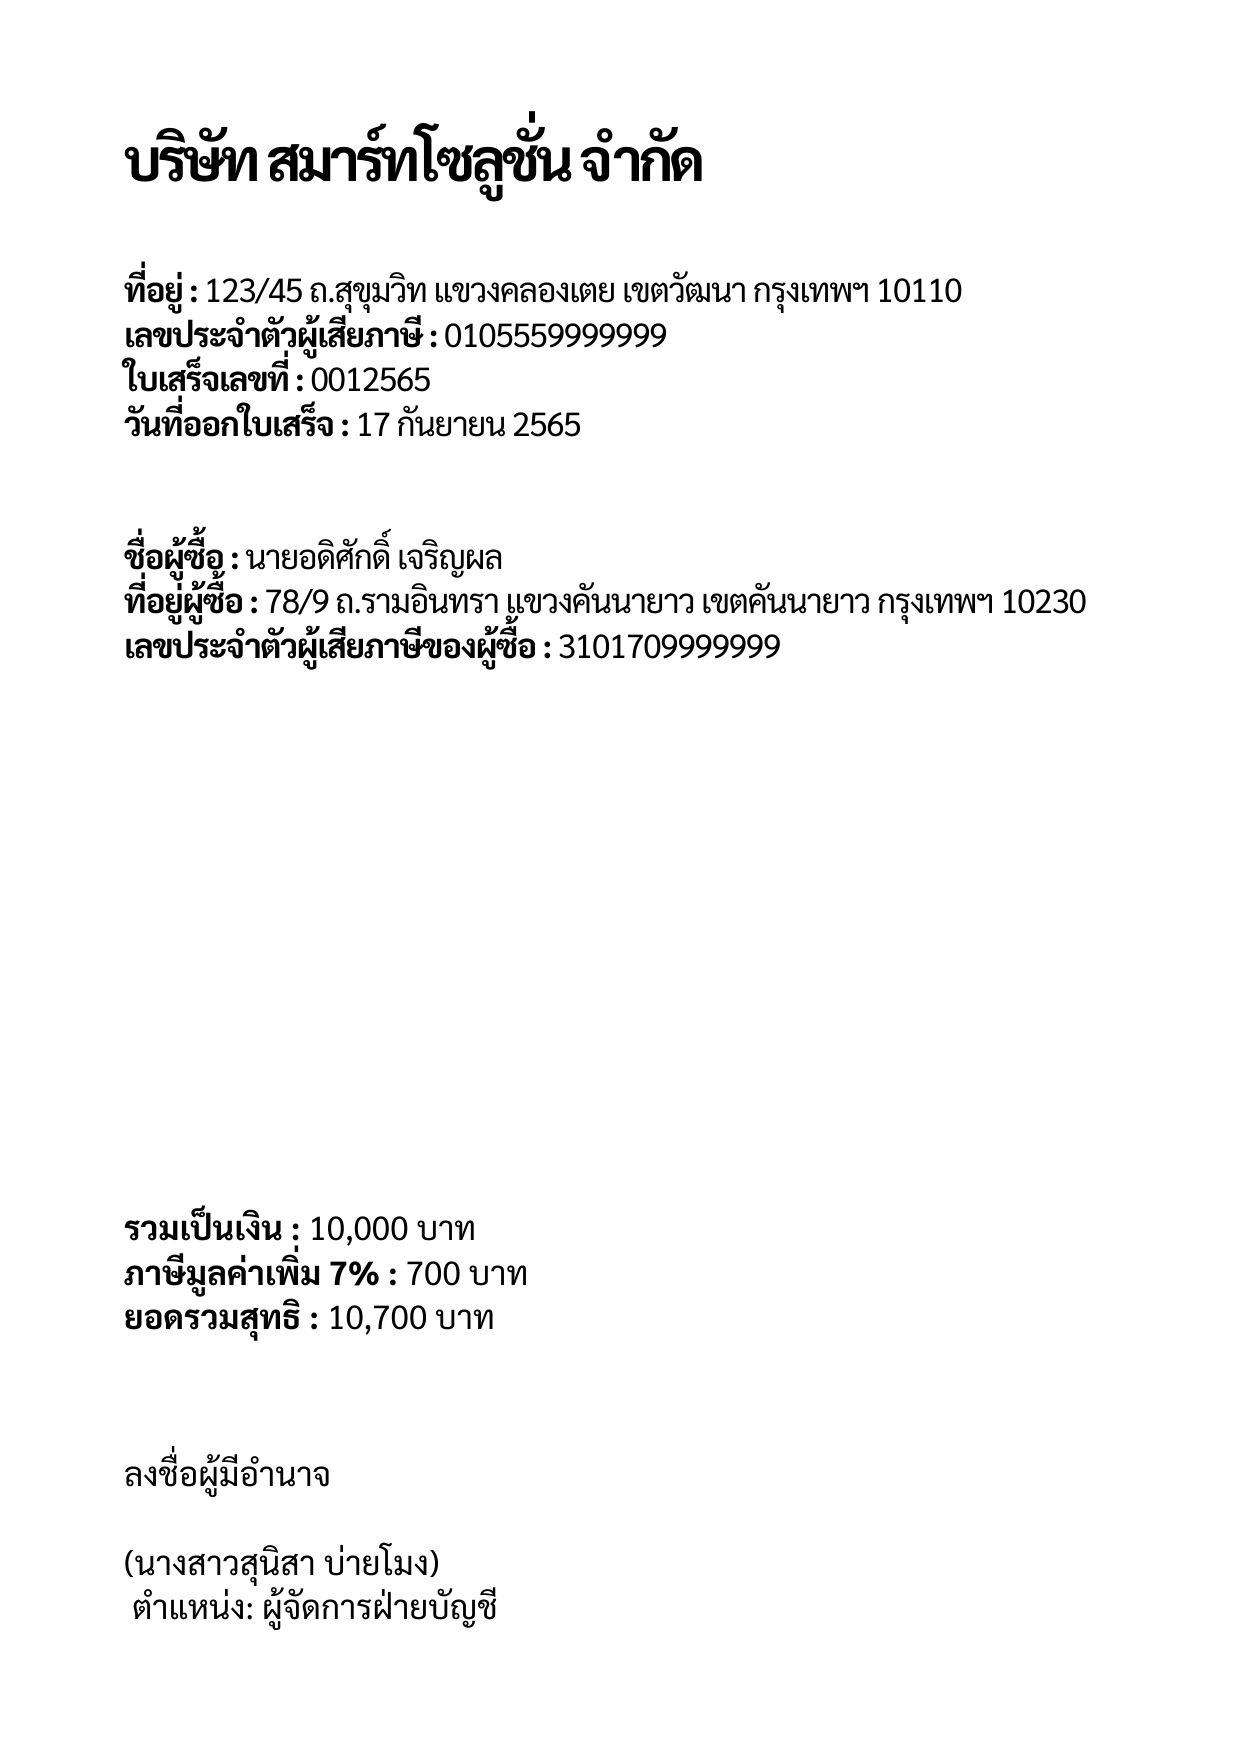 บริษัท สมาร์ทโซลูชั่น จำกัด
ที่อยู่ : 123/45 ถ.สุขุมวิท แขวงคลองเตย เขตวัฒนา กรุงเทพฯ 10110
เลขประจำตัวผู้เสียภาษี : 0105559999999
ใบเสร็จเลขที่ : 0012565
วันที่ออกใบเสร็จ : 17 กันยายน 2565
ชื่อผู้ซื้อ : นายอดิศักดิ์ เจริญผล
ที่อยู่ผู้ซื้อ : 78/9 ถ.รามอินทรา แขวงคันนายาว เขตคันนายาว กรุงเทพฯ 10230
เลขประจำตัวผู้เสียภาษีของผู้ซื้อ : 3101709999999
รวมเป็นเงิน : 10,000 บาท
ภาษีมูลค่าเพิ่ม 7% : 700 บาท
ยอดรวมสุทธิ : 10,700 บาท
ลงชื่อผู้มีอำนาจ
(นางสาวสุนิสา บ่ายโมง)
ตำแหน่ง: ผู้จัดการฝ่ายบัญชี